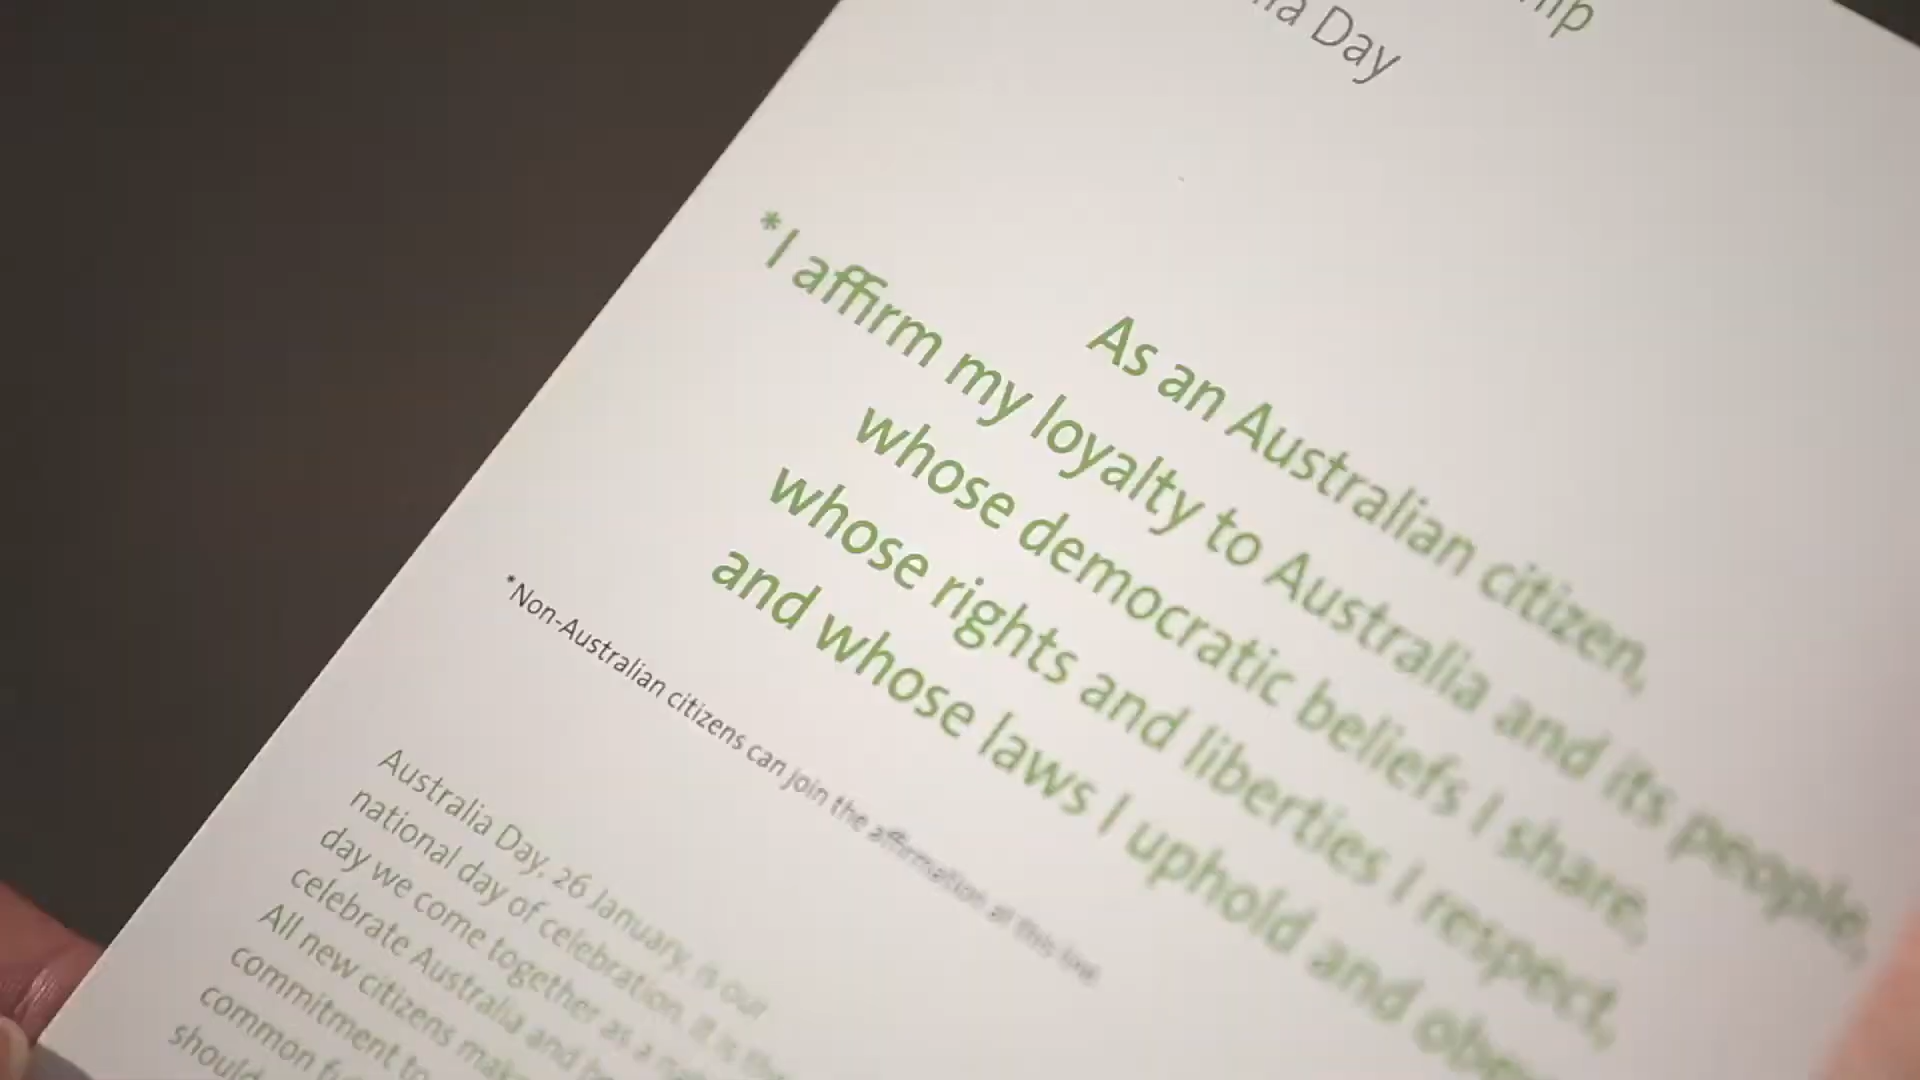 Day
As an Australian citizen,
*I affirm my loyalty to Australia and its people,
whose democratic beliefs I share,
whose rights and liberties I respect,
and whose laws I uphold and
*Non-Australian citizens can join the affirmation at this line.
Australia Day, 26 January, is our
national day of celebration. It is the
day we come together as a
celebrate Australia and
All new citizens
commitment to
common
should